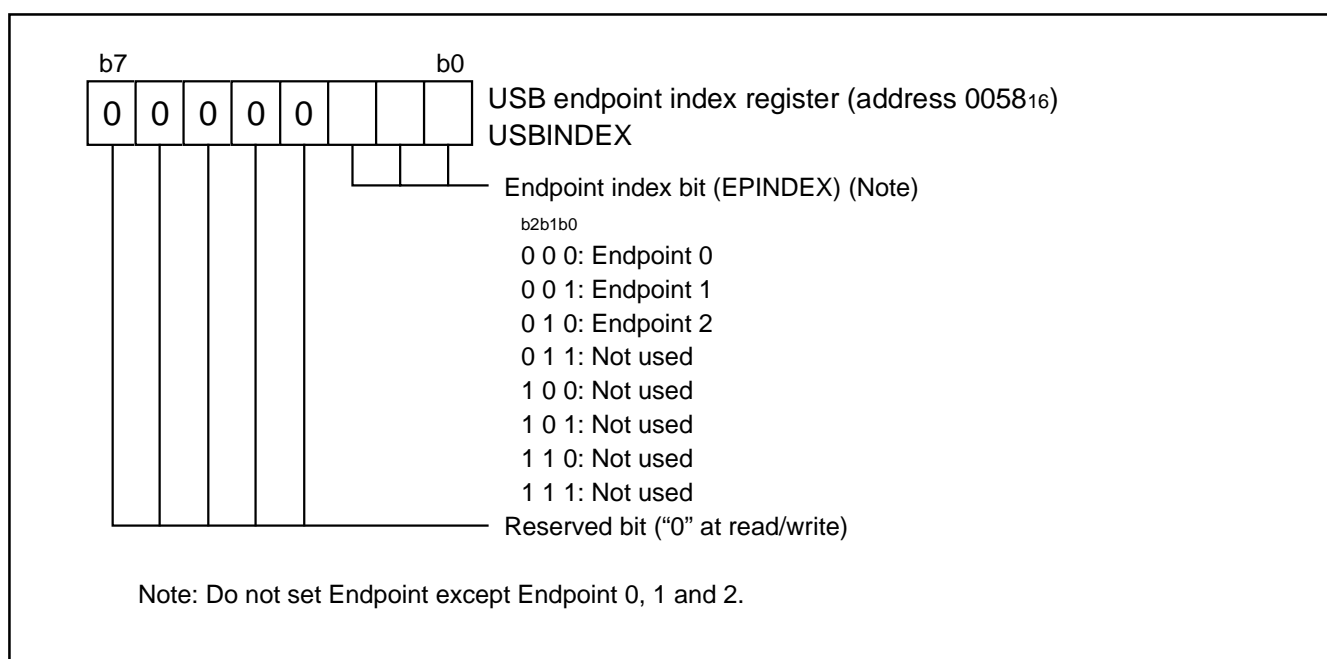 b7 b0
0 0 0 0 0
USB endpoint index register (address 005816)
USBINDEX
Endpoint index bit (EPINDEX) (Note)
b2b1b0
0 0 0: Endpoint 0
0 0 1: Endpoint 1
0 1 0: Endpoint 2
0 1 1: Not used
1 0 0: Not used
1 0 1: Not used
1 1 0: Not used
1 1 1: Not used
Reserved bit (“0” at read/write)
Note: Do not set Endpoint except Endpoint 0, 1 and 2.